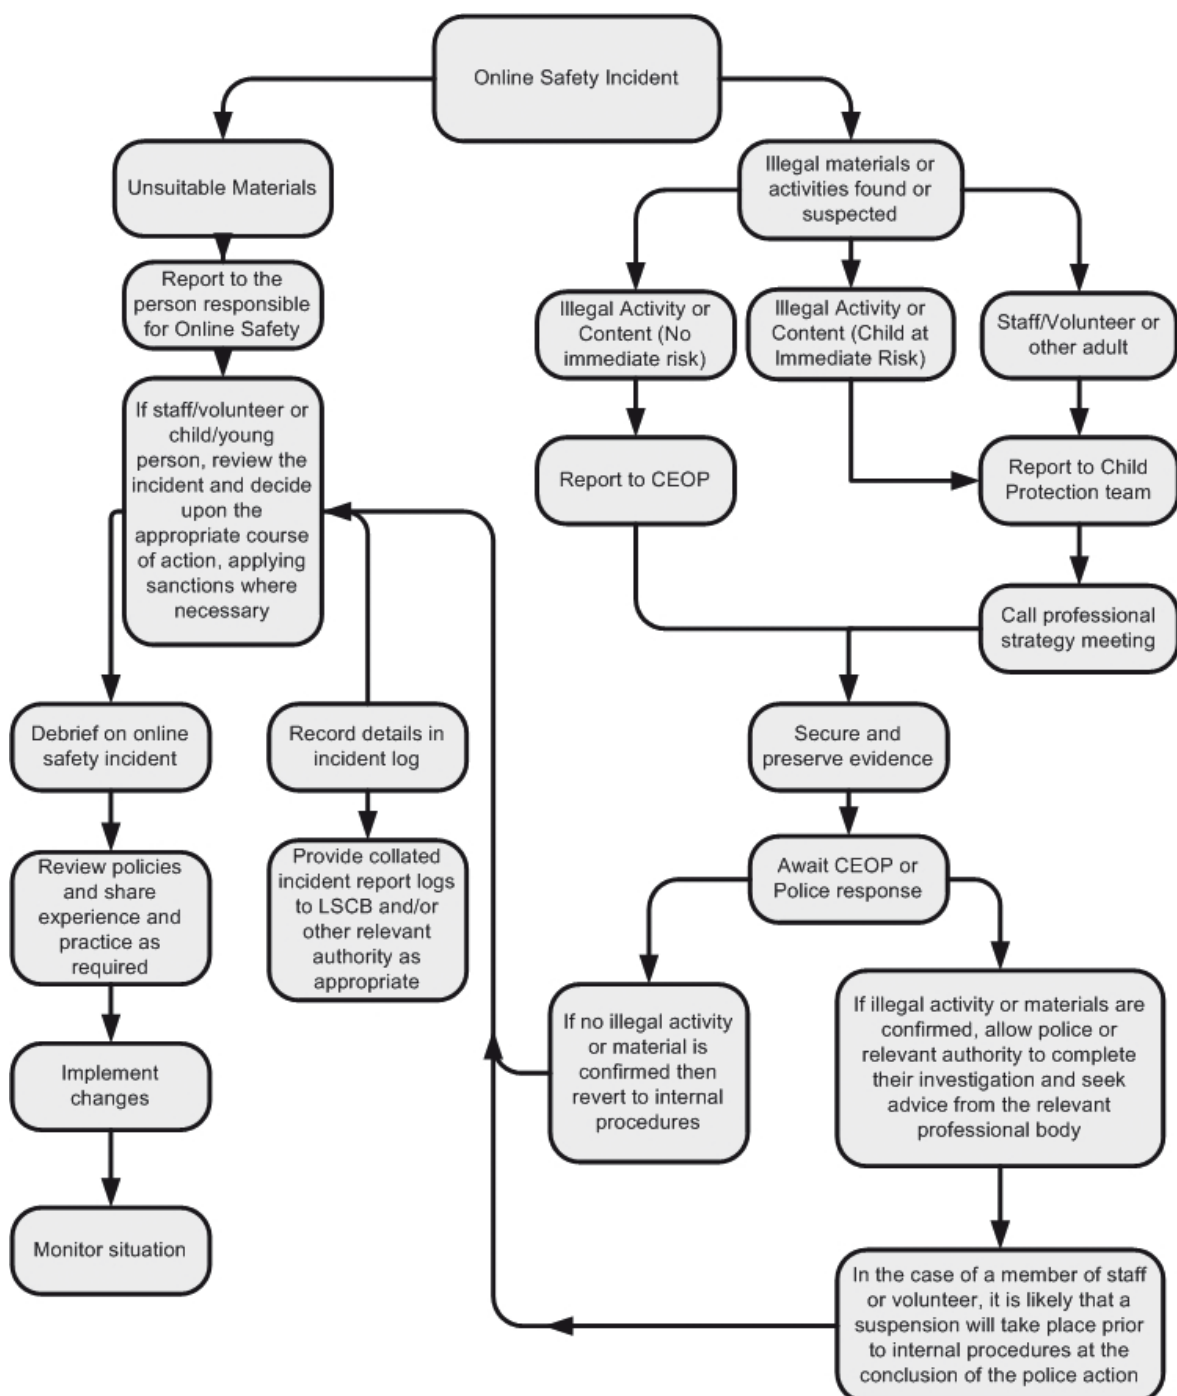 Online Safety Incident
Unsuitable Materials
Illegal materials or
activities found or
suspected
Report to the
person responsible
for Online Safety
Illegal Activity or
Content (No
immediate risk)
Illegal Activity or
Content (Child at
Immediate Risk)
Staff/Volunteer or
other adult
If staff/volunteer or
child/young
person, review the
incident and decide
upon the
appropriate course
of action, applying
sanctions where
necessary
Report to CEOP
Report to Child
Protection team
Call professional
strategy meeting
Debrief on online
safety incident
Record details in
incident log
Secure and
preserve evidence
Review policies
and share
experience and
practice as
required
Provide collated
incident report logs
to LSCB and/or
other relevant
authority as
appropriate
Await CEOP or
Police response
If no illegal activity
or material is
confirmed then
revert to internal
procedures
If illegal activity or materials are
confirmed, allow police or
relevant authority to complete
their investigation and seek
advice from the relevant
professional body
Implement
changes
Monitor situation
In the case of a member of staff
or volunteer, it is likely that a
suspension will take place prior
to internal procedures at the
conclusion of the police action